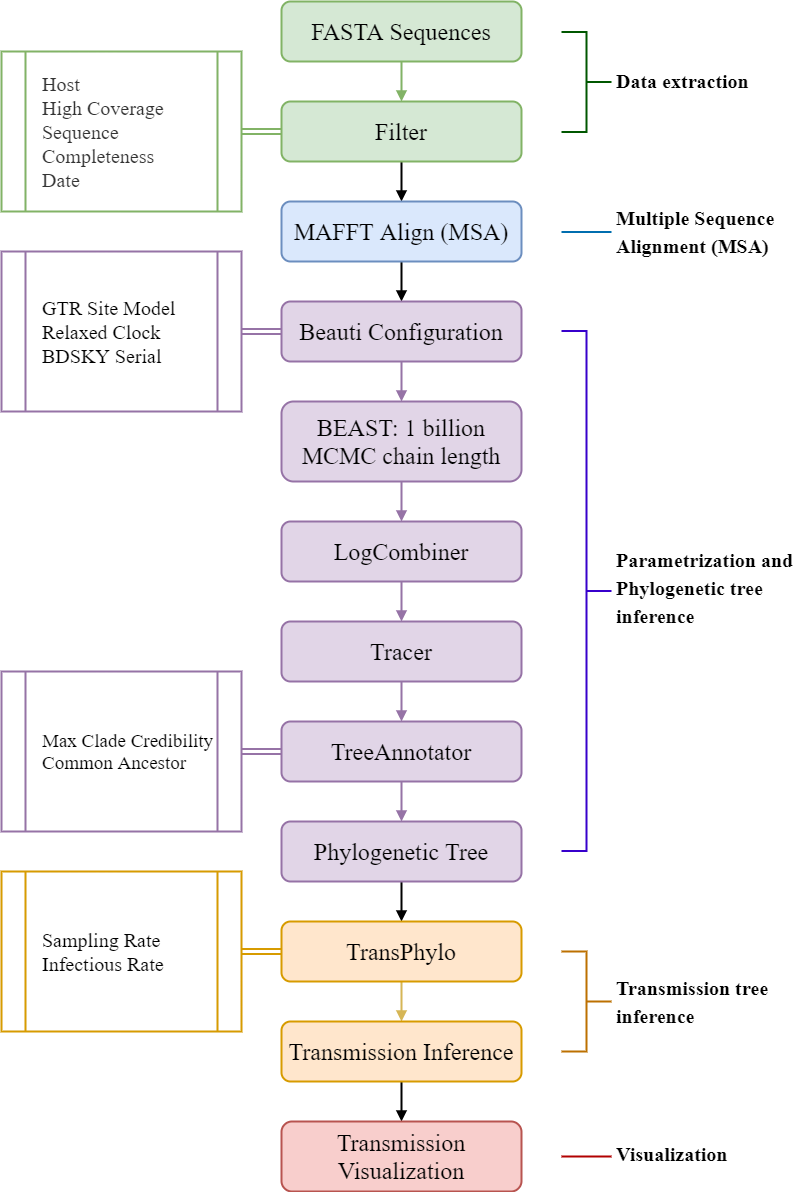 FASTA Sequences
Data extraction
Host
High Coverage
Sequence
Completeness
Date
Filter
MAFFT Align (MSA)
Multiple Sequence
Alignment (MSA)
GTR Site Model
Relaxed Clock
BDSKY Serial
Beauti Configuration
BEAST: 1 billion
MCMC chain length
LogCombiner
Parametrization and
Phylogenetic tree
inference
Tracer
Max Clade Credibility
Common Ancestor
TreeAnnotator
Phylogenetic Tree
Sampling Rate
Infectious Rate
TransPhylo
Transmission tree
inference
Transmission Inference
Transmission
Visualization
Visualization